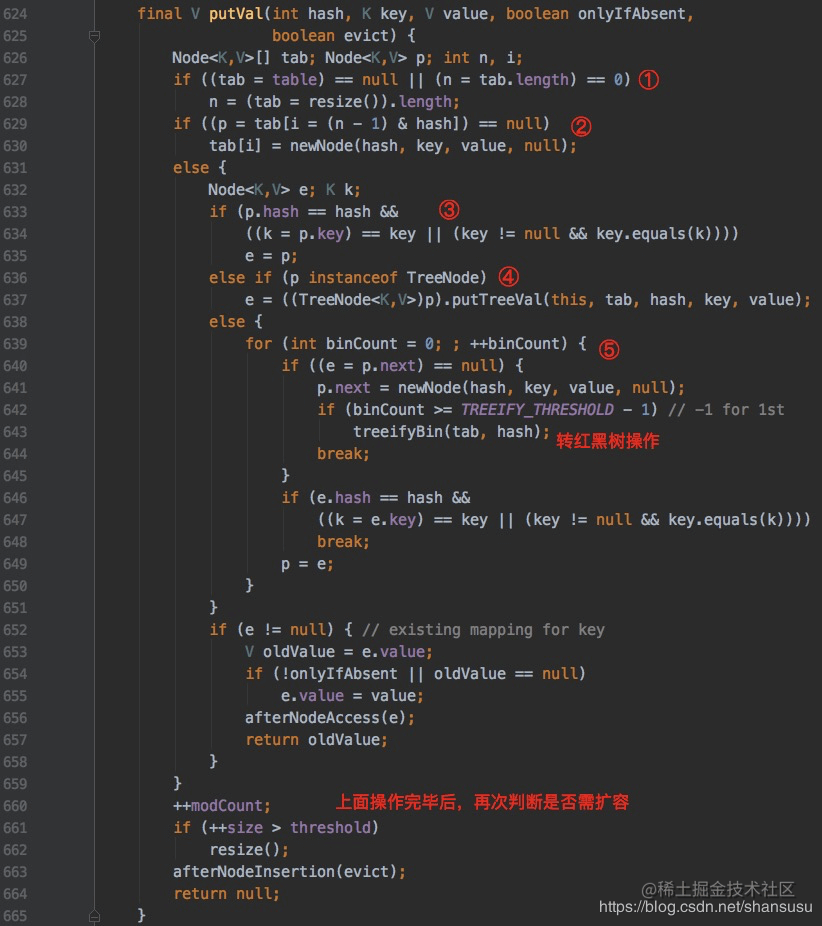 624 final V putVal(int hash, K key, V value, boolean onlyIfAbsent,
625 boolean evict) {
626 Node<K,V>[] tab; Node<K,V> p; int n, i;
627 if ((tab = table) == null || (n = tab.length) == 0) ①
628 n = (tab = resize()).length;
629 if ((p = tab[i = (n - 1) & hash]) == null) ②
630 tab[i] = newNode(hash, key, value, null);
631 else {
632 Node<K,V> e; K k;
633 if (p.hash == hash && ③
634 ((k = p.key) == key || (key != null && key.equals(k))))
635 e = p;
636 else if (p instanceof TreeNode) ④
637 e = ((TreeNode<K,V>)p).putTreeVal(this, tab, hash, key, value);
638 else {
639 for (int binCount = 0; ; ++binCount) { ⑤
640 if ((e = p.next) == null) {
641 p.next = newNode(hash, key, value, null);
642 if (binCount >= TREEIFY_THRESHOLD - 1) // -1 for 1st
643 treeifyBin(tab, hash); 转红黑树操作
644 break;
645 }
646 if (e.hash == hash &&
647 ((k = e.key) == key || (key != null && key.equals(k))))
648 break;
649 p = e;
650 }
651 }
652 if (e != null) { // existing mapping for key
653 V oldValue = e.value;
654 if (!onlyIfAbsent || oldValue == null)
655 e.value = value;
656 afterNodeAccess(e);
657 return oldValue;
658 }
659 }
660 ++modCount; 上面操作完毕后，再次判断是否需扩容
661 if (++size > threshold)
662 resize();
663 afterNodeInsertion(evict);
664 return null;
665 }
@稀土掘金技术社区
https://blog.csdn.net/shansusu